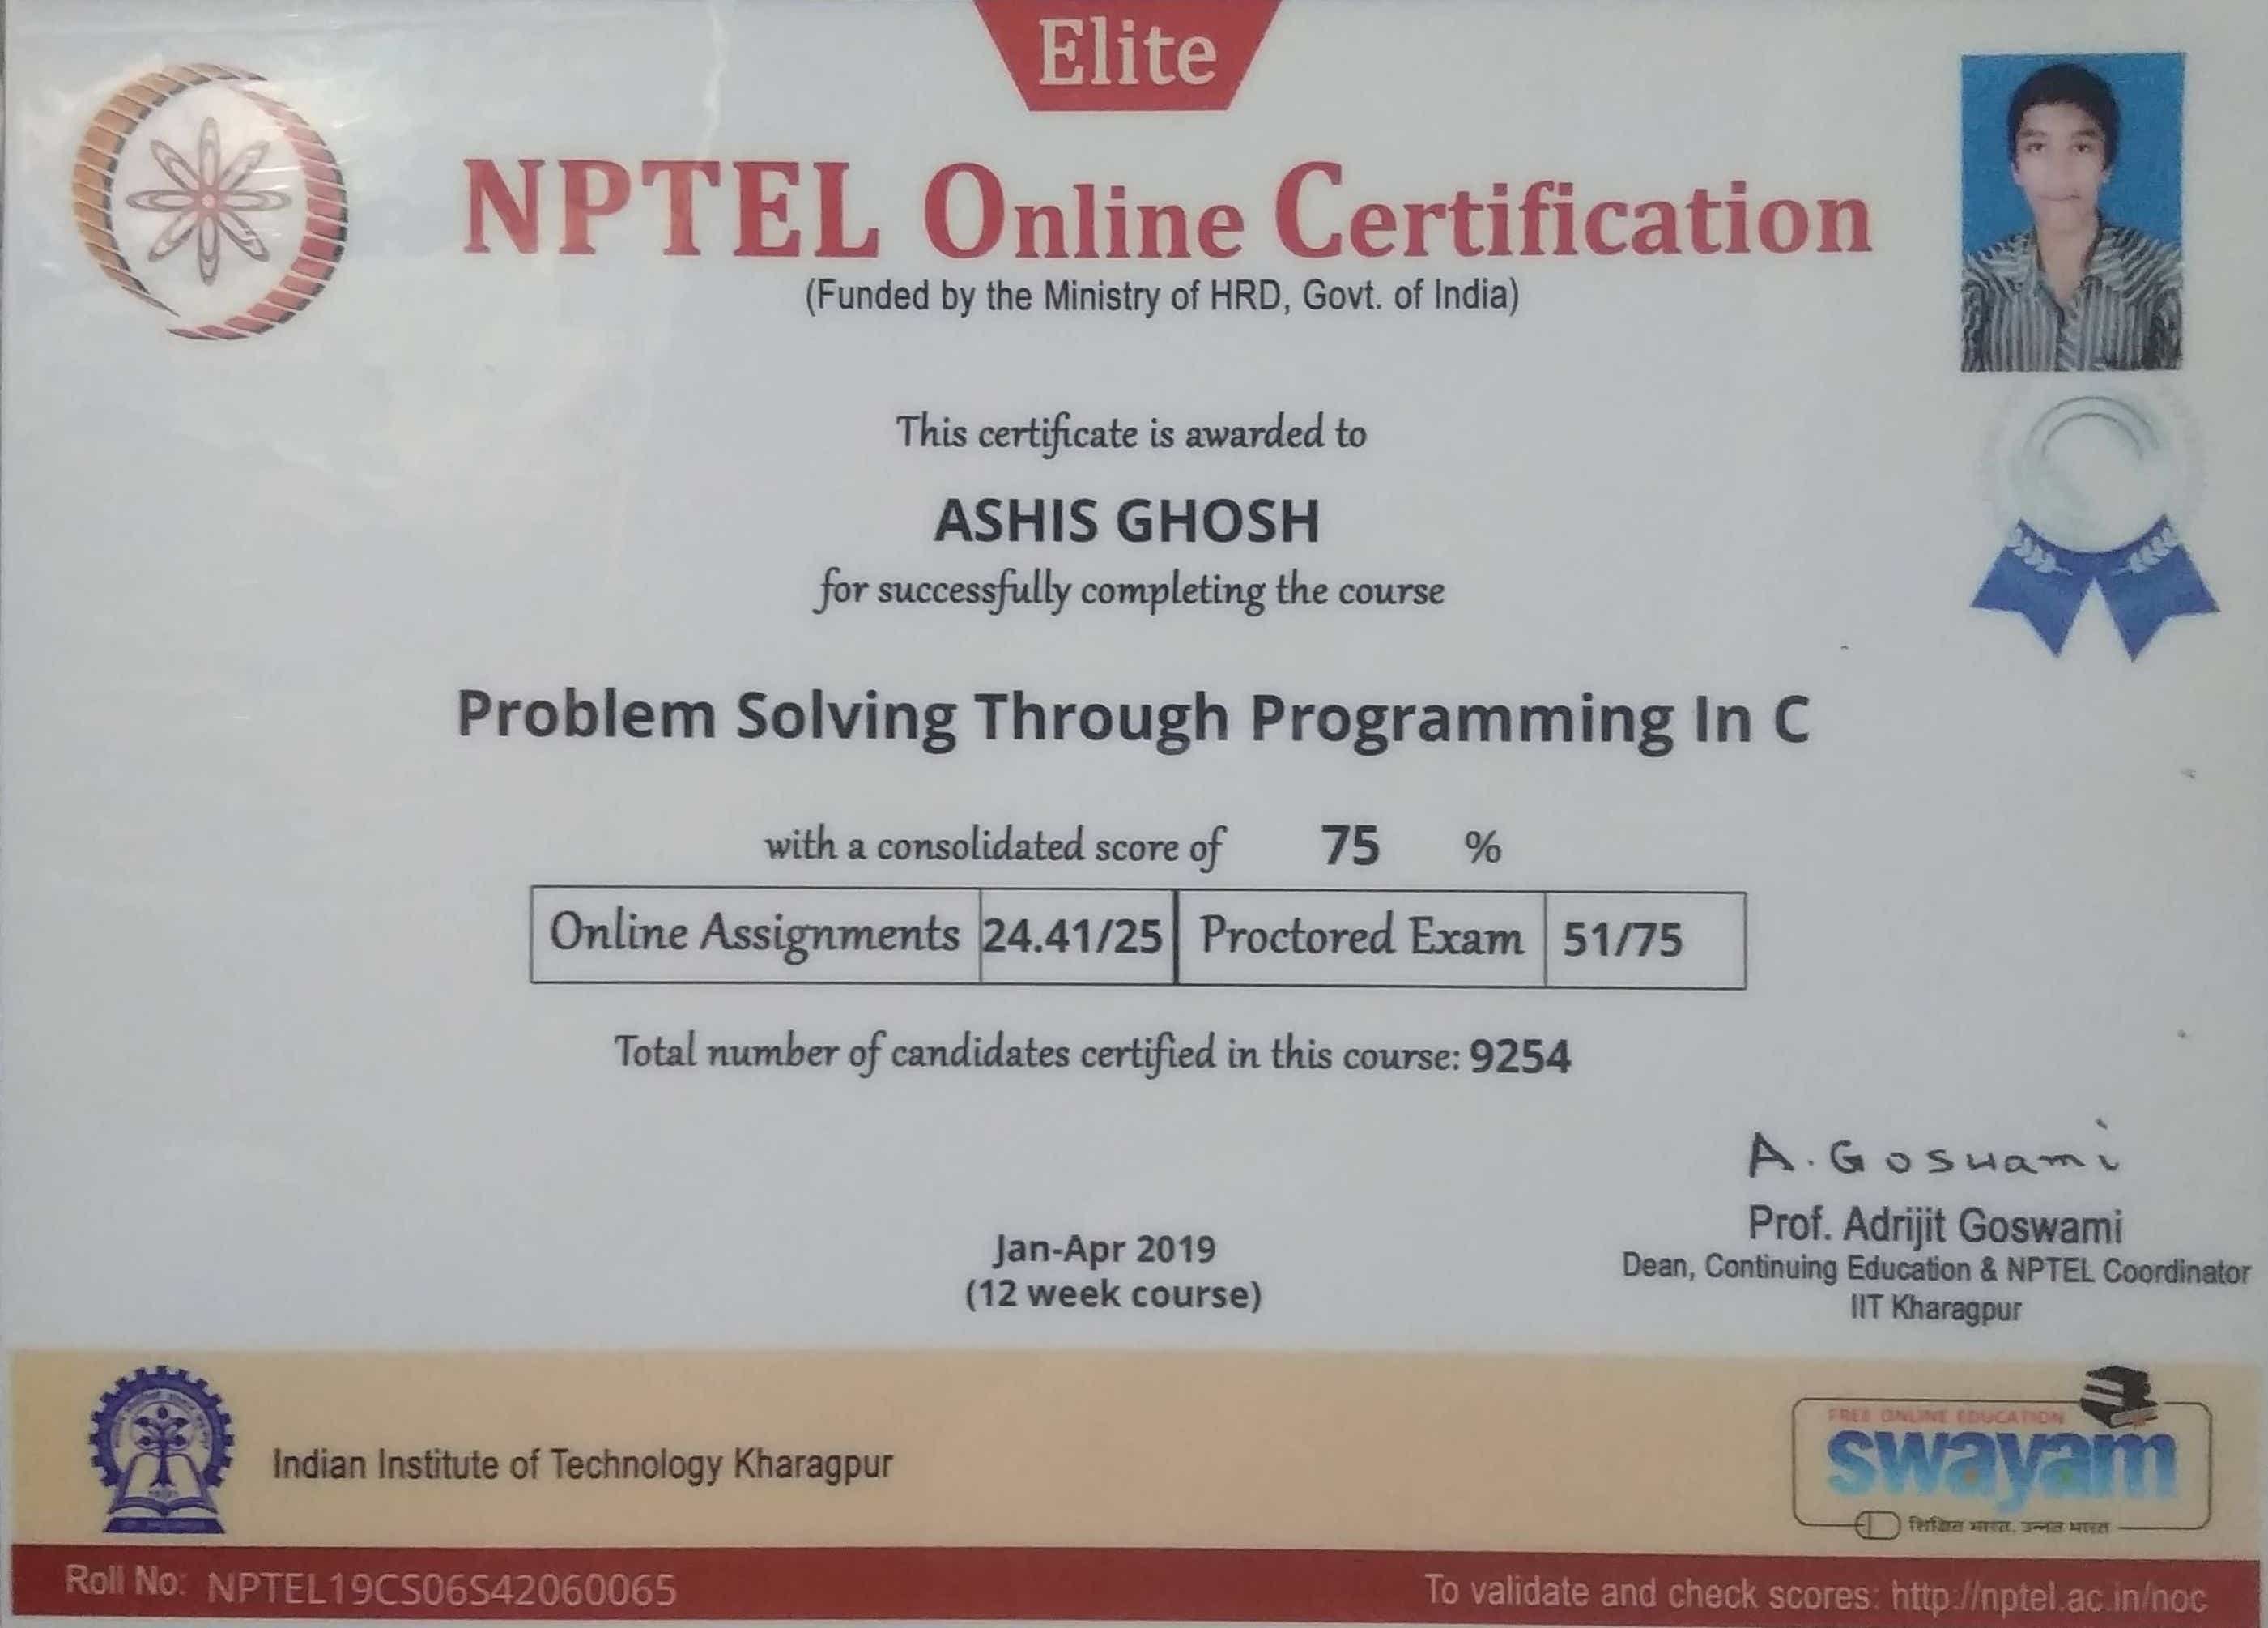 Elite
NPTEL Online Certification
(Funded by the Ministry of HRD, Govt. of India)
This certificate is awarded to
ASHIS GHOSH
for successfully completing the course
Problem Solving Through Programming In C
with a consolidated score of 75 %
Online Assignments 24.41/25 Proctored Exam 51/75
Total number of candidates certified in this course: 9254
A. Goswami
Prof. Adrijit Goswami
Dean, Continuing Education & NPTEL Coordinator
IIT Kharagpur
Jan-Apr 2019
(12 week course)
Indian Institute of Technology Kharagpur
FREE ONLINE EDUCATION
swayam
शिक्षित भारत, उन्नत भारत
Roll No: NPTEL19CS06S42060065
To validate and check scores: http://nptel.ac.in/noc